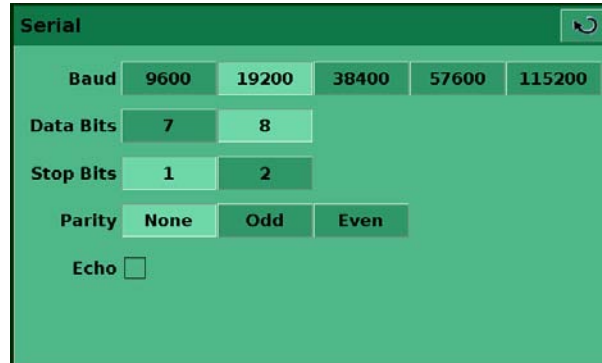 Serial
Baud 9600 19200 38400 57600 115200
Data Bits 7 8
Stop Bits 1 2
Parity None Odd Even
Echo